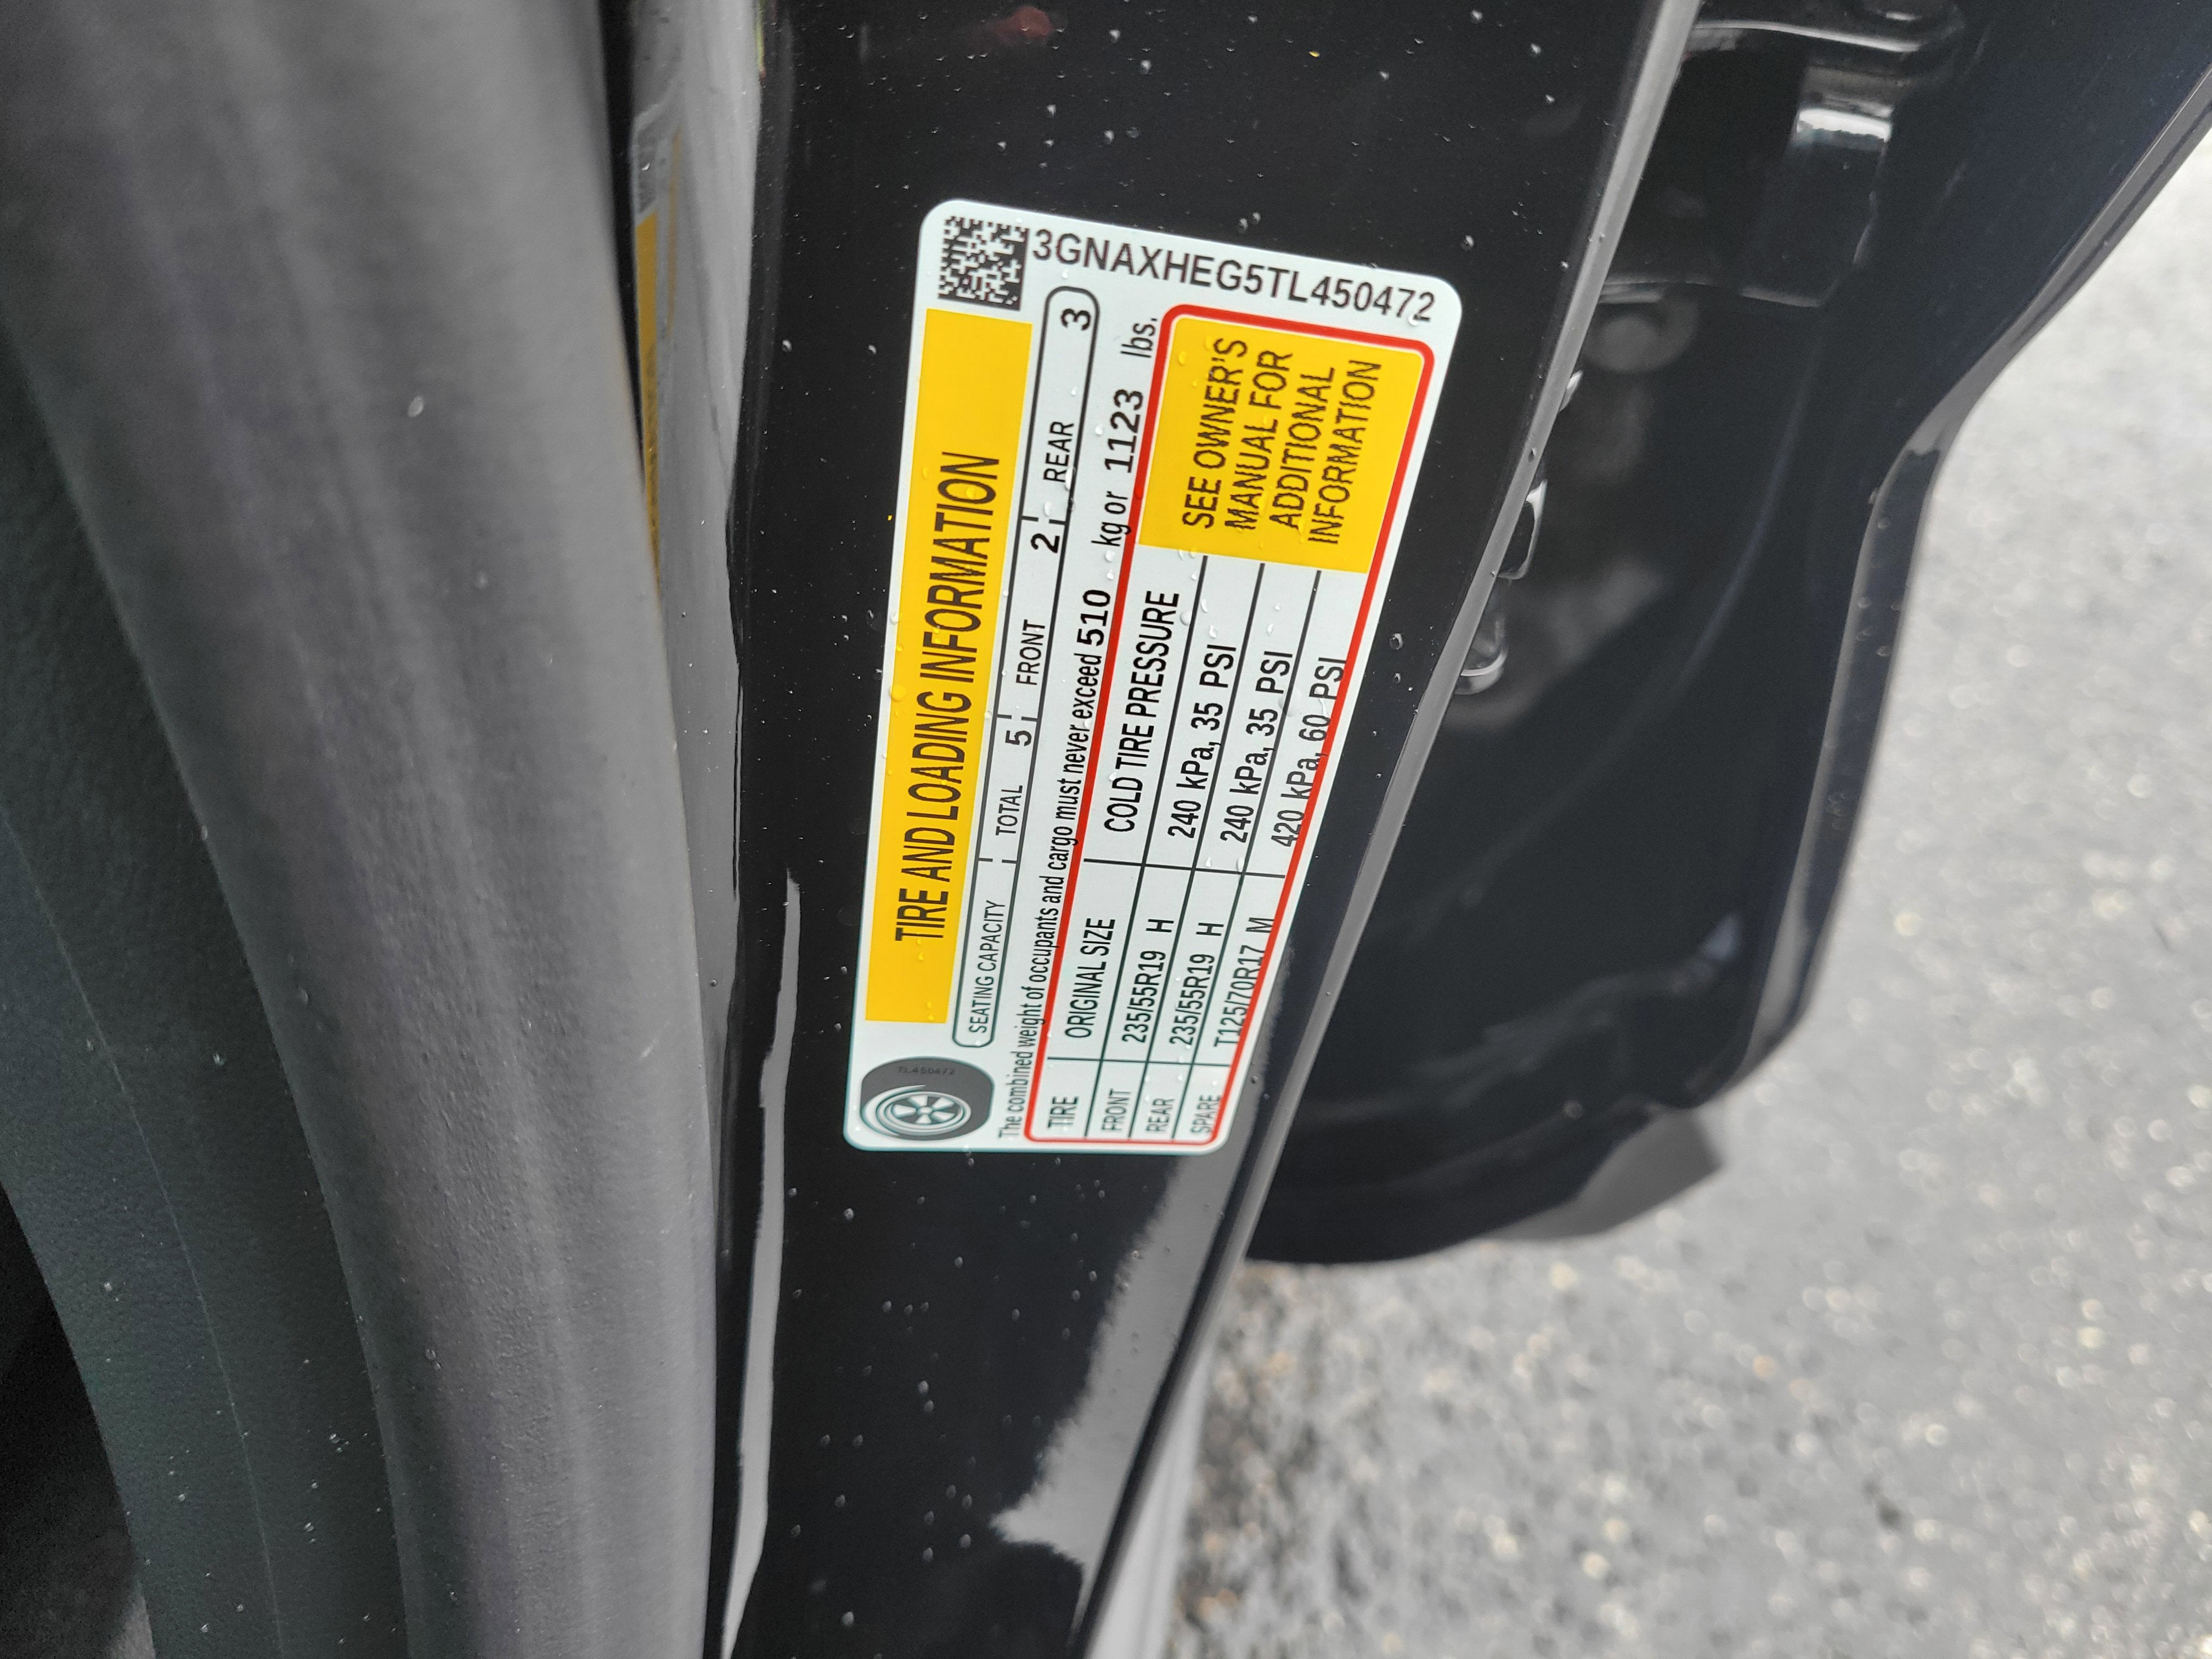 3GNAXHEG5TL450472
TIRE AND LOADING INFORMATION
TL450472
SEATING CAPACITY TOTAL 5 FRONT 2 REAR 3
The combined weight of occupants and cargo must never exceed 510 kg or 1123 lbs.
TIRE ORIGINAL SIZE COLD TIRE PRESSURE
FRONT 235/55R19 H 240 kPa, 35 PSI
REAR 235/55R19 H 240 kPa, 35 PSI
SPARE T125/70R17 M 420 kPa, 60 PSI
SEE OWNER'S
MANUAL FOR
ADDITIONAL
INFORMATION